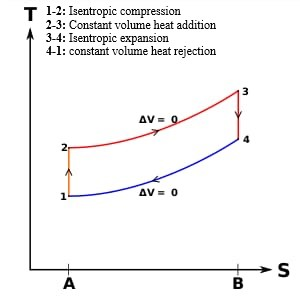 T
1-2: Isentropic compression
2-3: Constant volume heat addition
3-4: Isentropic expansion
4-1: constant volume heat rejection
3
ΔV = 0
4
2
1
ΔV = 0
S
A
B